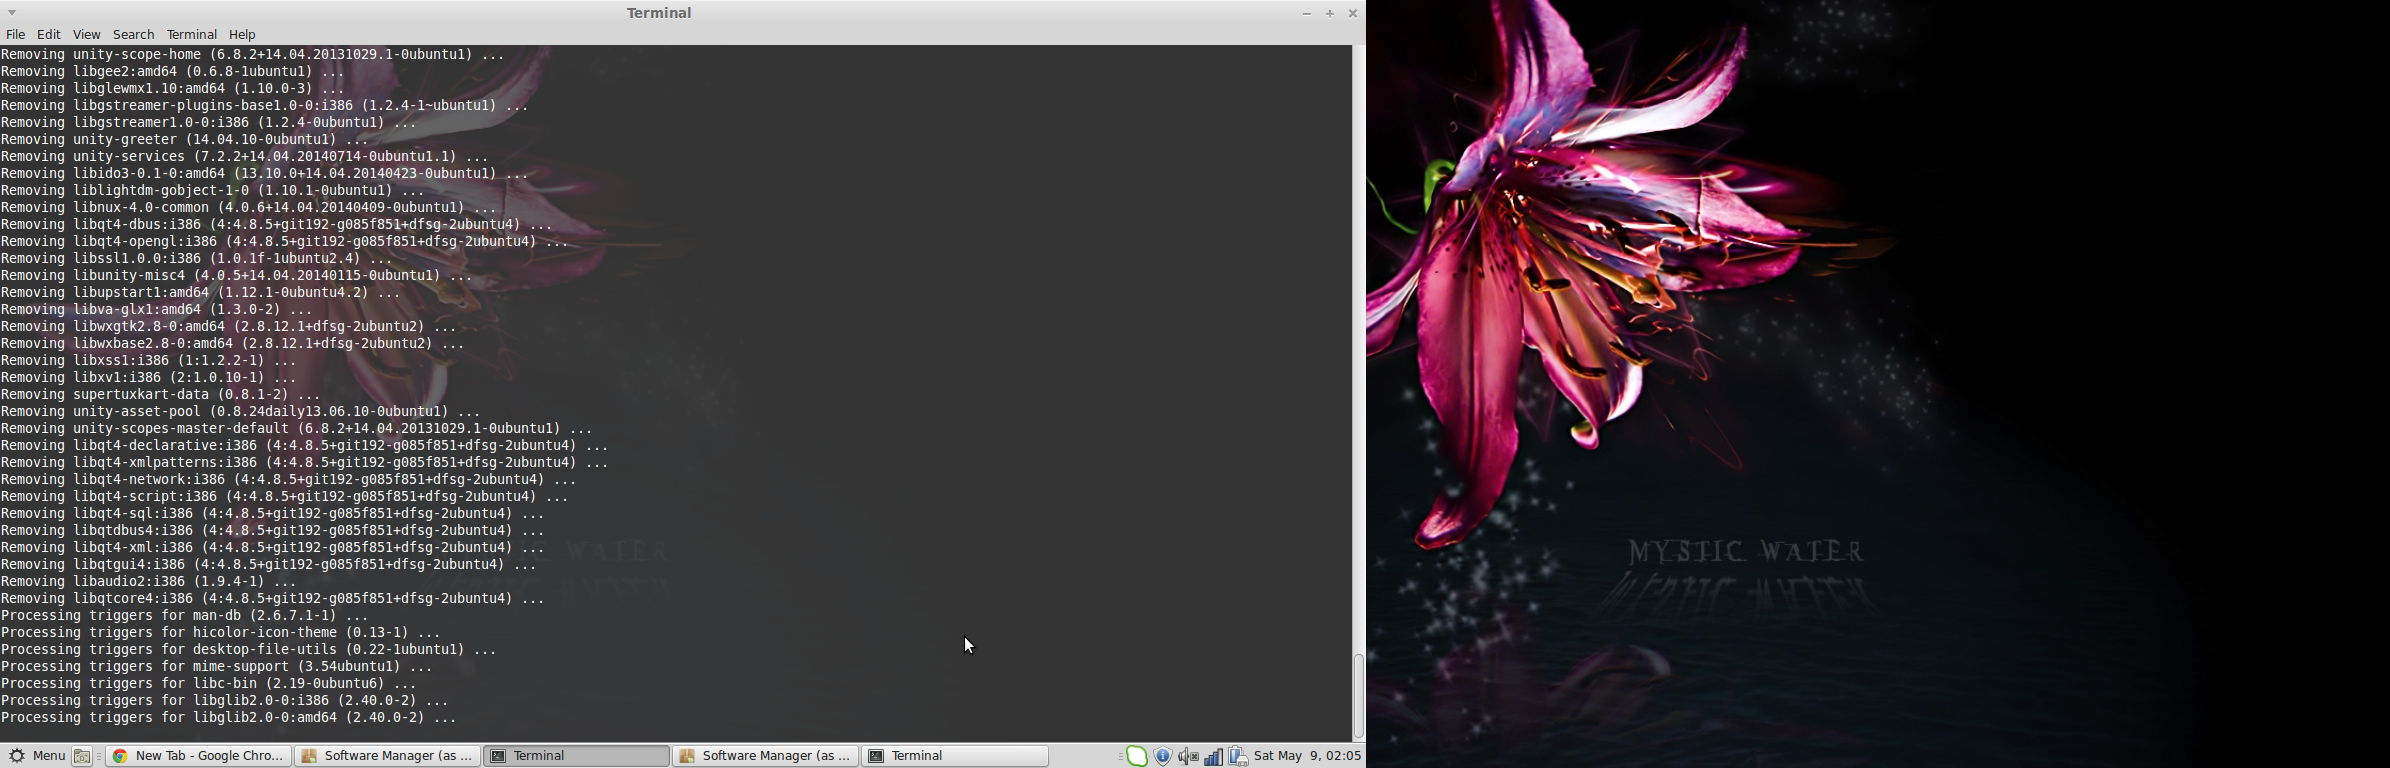 Terminal
File Edit View Search Terminal Help
Removing unity-scope-home (6.8.2+14.04.20131029.1-0ubuntu1) ...
Removing libgee2:amd64 (0.6.8-1ubuntu1) ...
Removing libglewmx1.10:amd64 (1.10.0-3) ...
Removing libgstreamer-plugins-base1.0-0:i386 (1.2.4-1~ubuntu1) ...
Removing libgstreamer1.0-0:i386 (1.2.4-0ubuntu1) ...
Removing unity-greeter (14.04.10-0ubuntu1) ...
Removing unity-services (7.2.2+14.04.20140714-0ubuntu1.1) ...
Removing libido3-0.1-0:amd64 (13.10.0+14.04.20140423-0ubuntu1) ...
Removing liblightdm-gobject-1-0 (1.10.1-0ubuntu1) ...
Removing libnux-4.0-common (4.0.6+14.04.20140409-0ubuntu1) ...
Removing libqt4-dbus:i386 (4:4.8.5+git192-g085f851+dfsg-2ubuntu4) ...
Removing libqt4-opengl:i386 (4:4.8.5+git192-g085f851+dfsg-2ubuntu4) ...
Removing libssl1.0.0:i386 (1.0.1f-1ubuntu2.4) ...
Removing libunity-misc4 (4.0.5+14.04.20140115-0ubuntu1) ...
Removing libupstart1:amd64 (1.12.1-0ubuntu4.2) ...
Removing libva-glx1:amd64 (1.3.0-2) ...
Removing libwxgtk2.8-0:amd64 (2.8.12.1+dfsg-2ubuntu2) ...
Removing libwxbase2.8-0:amd64 (2.8.12.1+dfsg-2ubuntu2) ...
Removing libxss1:i386 (1:1.2.2-1) ...
Removing libxv1:i386 (2:1.0.10-1) ...
Removing supertuxkart-data (0.8.1-2) ...
Removing unity-asset-pool (0.8.24daily13.06.10-0ubuntu1) ...
Removing unity-scopes-master-default (6.8.2+14.04.20131029.1-0ubuntu1) ...
Removing libqt4-declarative:i386 (4:4.8.5+git192-g085f851+dfsg-2ubuntu4) ...
Removing libqt4-xmlpatterns:i386 (4:4.8.5+git192-g085f851+dfsg-2ubuntu4) ...
Removing libqt4-network:i386 (4:4.8.5+git192-g085f851+dfsg-2ubuntu4) ...
Removing libqt4-script:i386 (4:4.8.5+git192-g085f851+dfsg-2ubuntu4) ...
Removing libqt4-sql:i386 (4:4.8.5+git192-g085f851+dfsg-2ubuntu4) ...
Removing libqtdbus4:i386 (4:4.8.5+git192-g085f851+dfsg-2ubuntu4) ...
Removing libqt4-xml:i386 (4:4.8.5+git192-g085f851+dfsg-2ubuntu4) ...
Removing libqtgui4:i386 (4:4.8.5+git192-g085f851+dfsg-2ubuntu4) ...
Removing libaudio2:i386 (1.9.4-1) ...
Removing libqtcore4:i386 (4:4.8.5+git192-g085f851+dfsg-2ubuntu4) ...
Processing triggers for man-db (2.6.7.1-1) ...
Processing triggers for hicolor-icon-theme (0.13-1) ...
Processing triggers for desktop-file-utils (0.22-1ubuntu1) ...
Processing triggers for mime-support (3.54ubuntu1) ...
Processing triggers for libc-bin (2.19-0ubuntu6) ...
Processing triggers for libglib2.0-0:i386 (2.40.0-2) ...
Processing triggers for libglib2.0-0:amd64 (2.40.0-2) ...
MYSTIC WATER
Menu New Tab - Google Chro... Software Manager (as ... Terminal Software Manager (as ... Terminal Sat May 9, 02:05